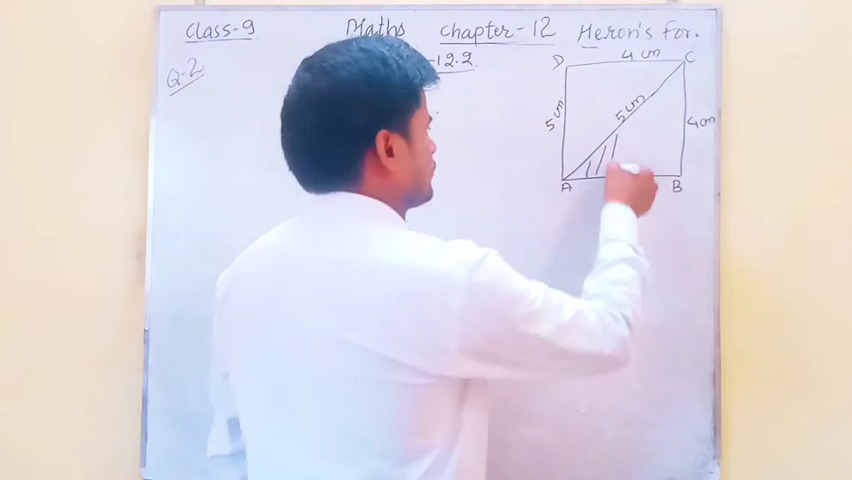 Class-9 Maths Chapter-12 Heron's For.
-12.2
Q-2
D 4 cm C
5 cm 5 cm 4 cm
A B